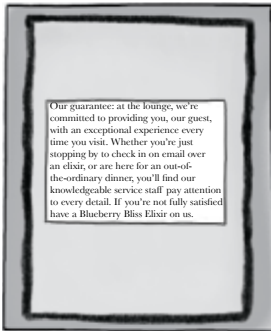 Our guarantee: at the lounge, we're
committed to providing you, our guest,
with an exceptional experience every
time you visit. Whether you're just
stopping by to check in on email over
an elixir, or are here for an out-of-
the-ordinary dinner, you'll find our
knowledgeable service staff pay attention
to every detail. If you're not fully satisfied
have a Blueberry Bliss Elixir on us.